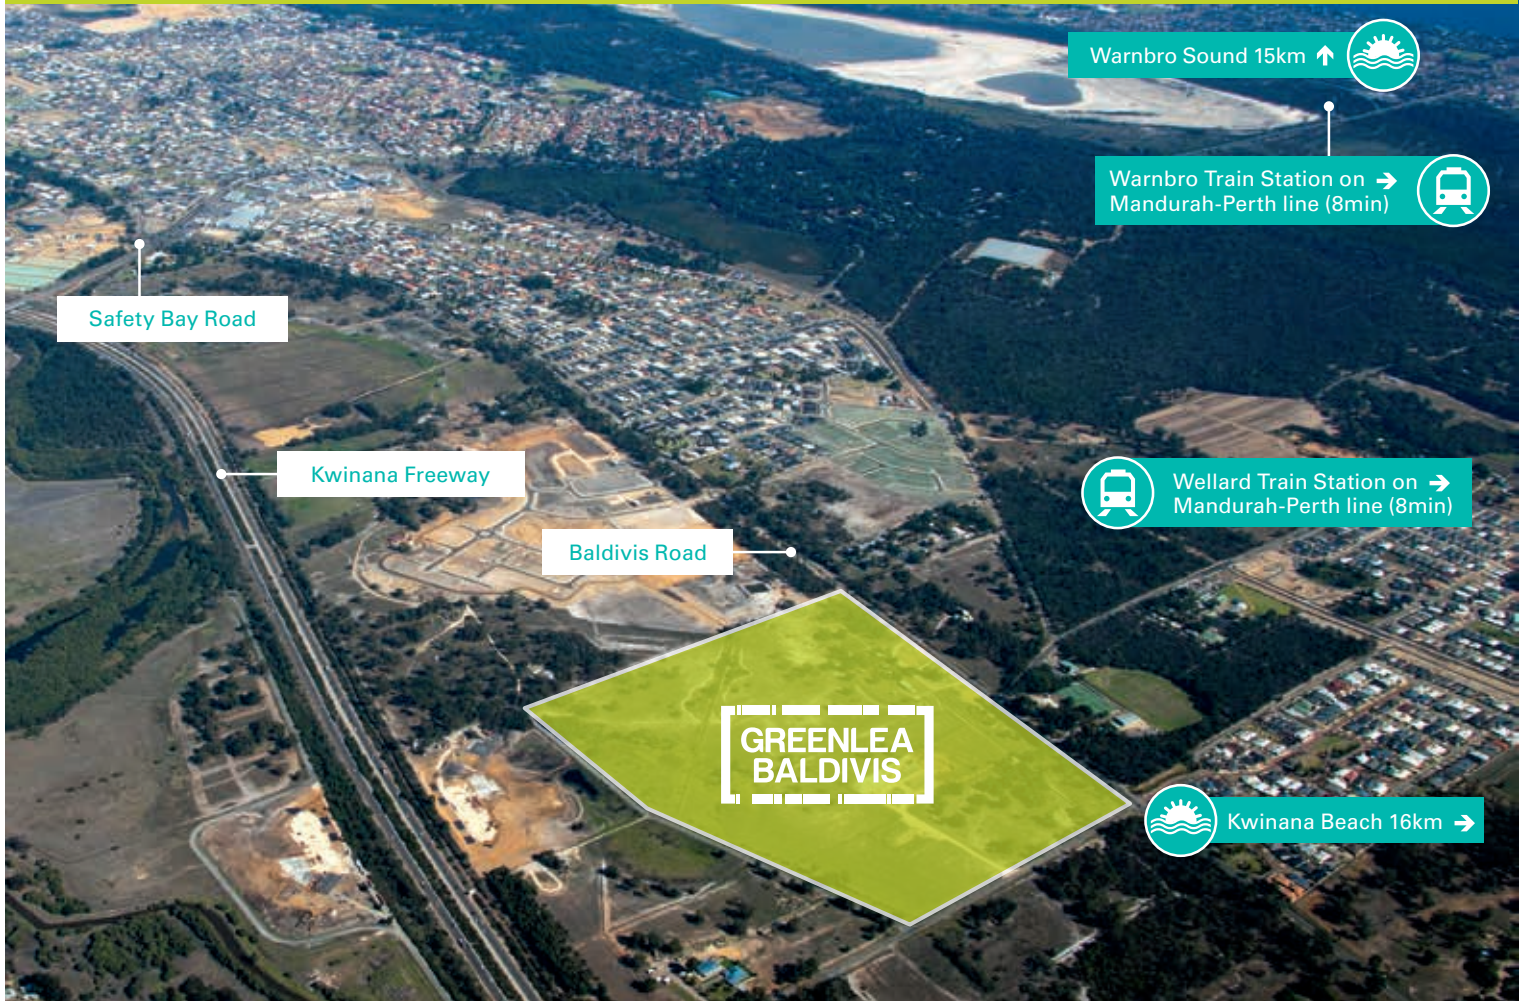 Warnbro Sound 15km
Warnbro Train Station on
Mandurah-Perth line (8min)
Safety Bay Road
Kwinana Freeway
Wellard Train Station on
Mandurah-Perth line (8min)
Baldivis Road
GREENLEA
BALDIVIS
Kwinana Beach 16km